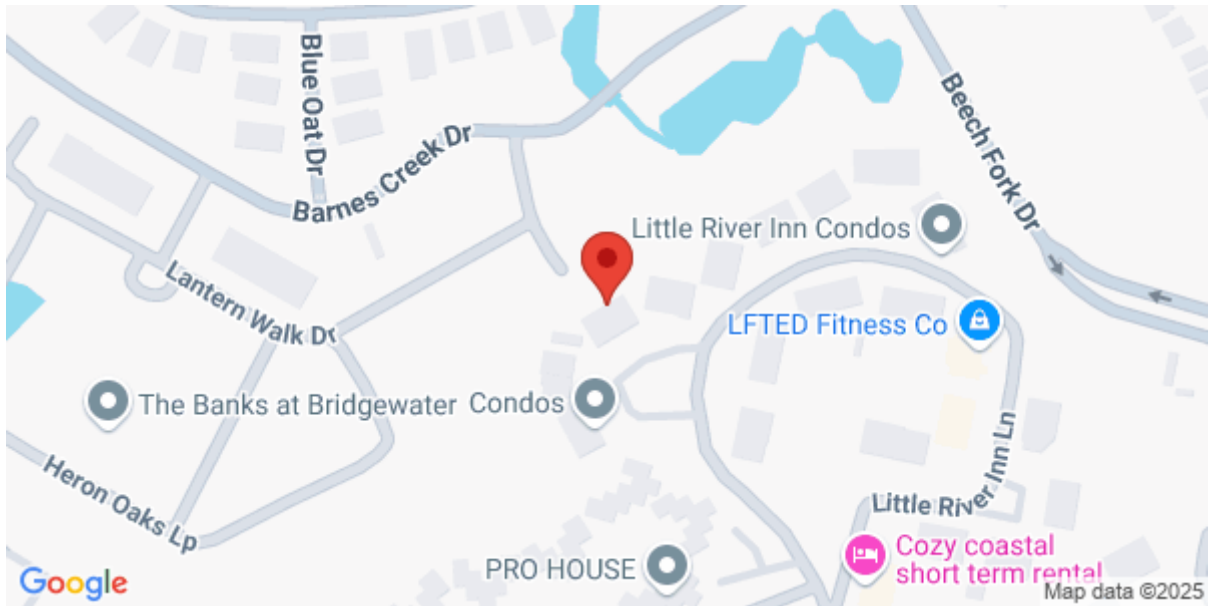 Blue Oat Dr
Beech Fork Dr
Barnes Creek Dr
Little River Inn Condos
Lantern Walk Dr
LFTED Fitness Co
The Banks at Bridgewater
Condos
Heron Oaks Lp
Little River Inn Ln
PRO HOUSE
Cozy coastal
short term rental
Google
Map data ©2025